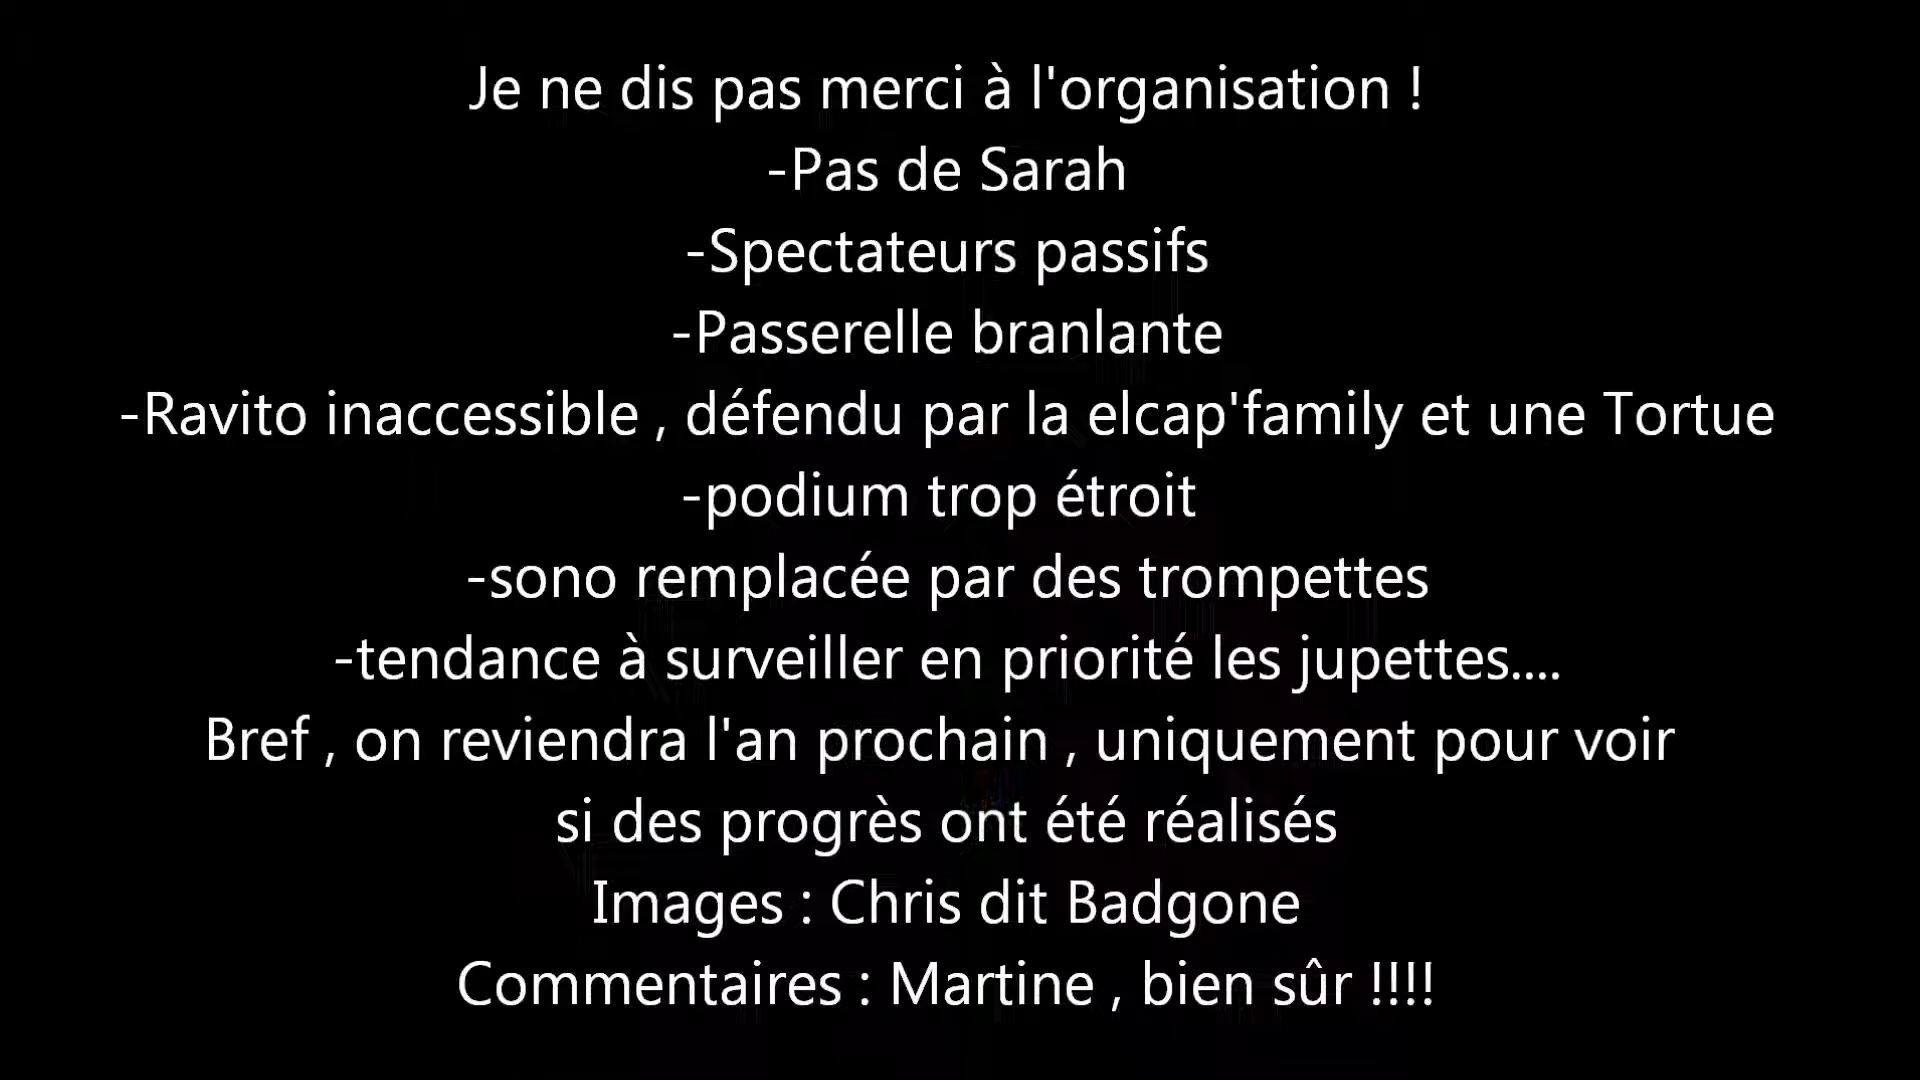 Je ne dis pas merci à l'organisation !
-Pas de Sarah
-Spectateurs passifs
-Passerelle branlante
-Ravito inaccessible , défendu par la elcap'family et une Tortue
-podium trop étroit
-sono remplacée par des trompettes
-tendance à surveiller en priorité les jupettes....
Bref , on reviendra l'an prochain , uniquement pour voir
si des progrès ont été réalisés
Images : Chris dit Badgone
Commentaires : Martine , bien sûr !!!!